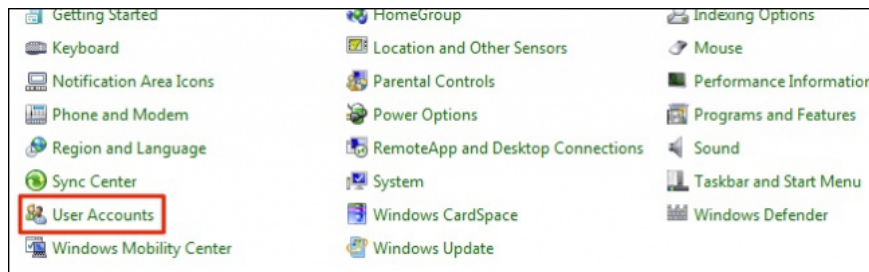 Getting Started
HomeGroup
Indexing Options
Keyboard
Location and Other Sensors
Mouse
Notification Area Icons
Parental Controls
Performance Information
Phone and Modem
Power Options
Programs and Features
Region and Language
RemoteApp and Desktop Connections
Sound
Sync Center
System
Taskbar and Start Menu
User Accounts
Windows CardSpace
Windows Defender
Windows Mobility Center
Windows Update